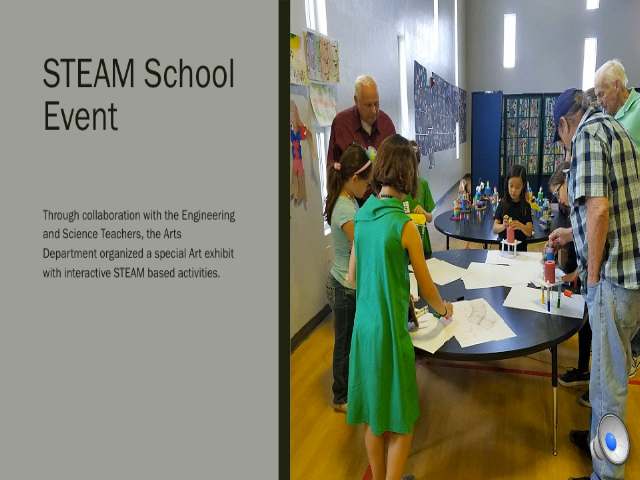 STEAM School
Event
Through collaboration with the Engineering
and Science Teachers, the Arts
Department organized a special Art exhibit
with interactive STEAM based activities.